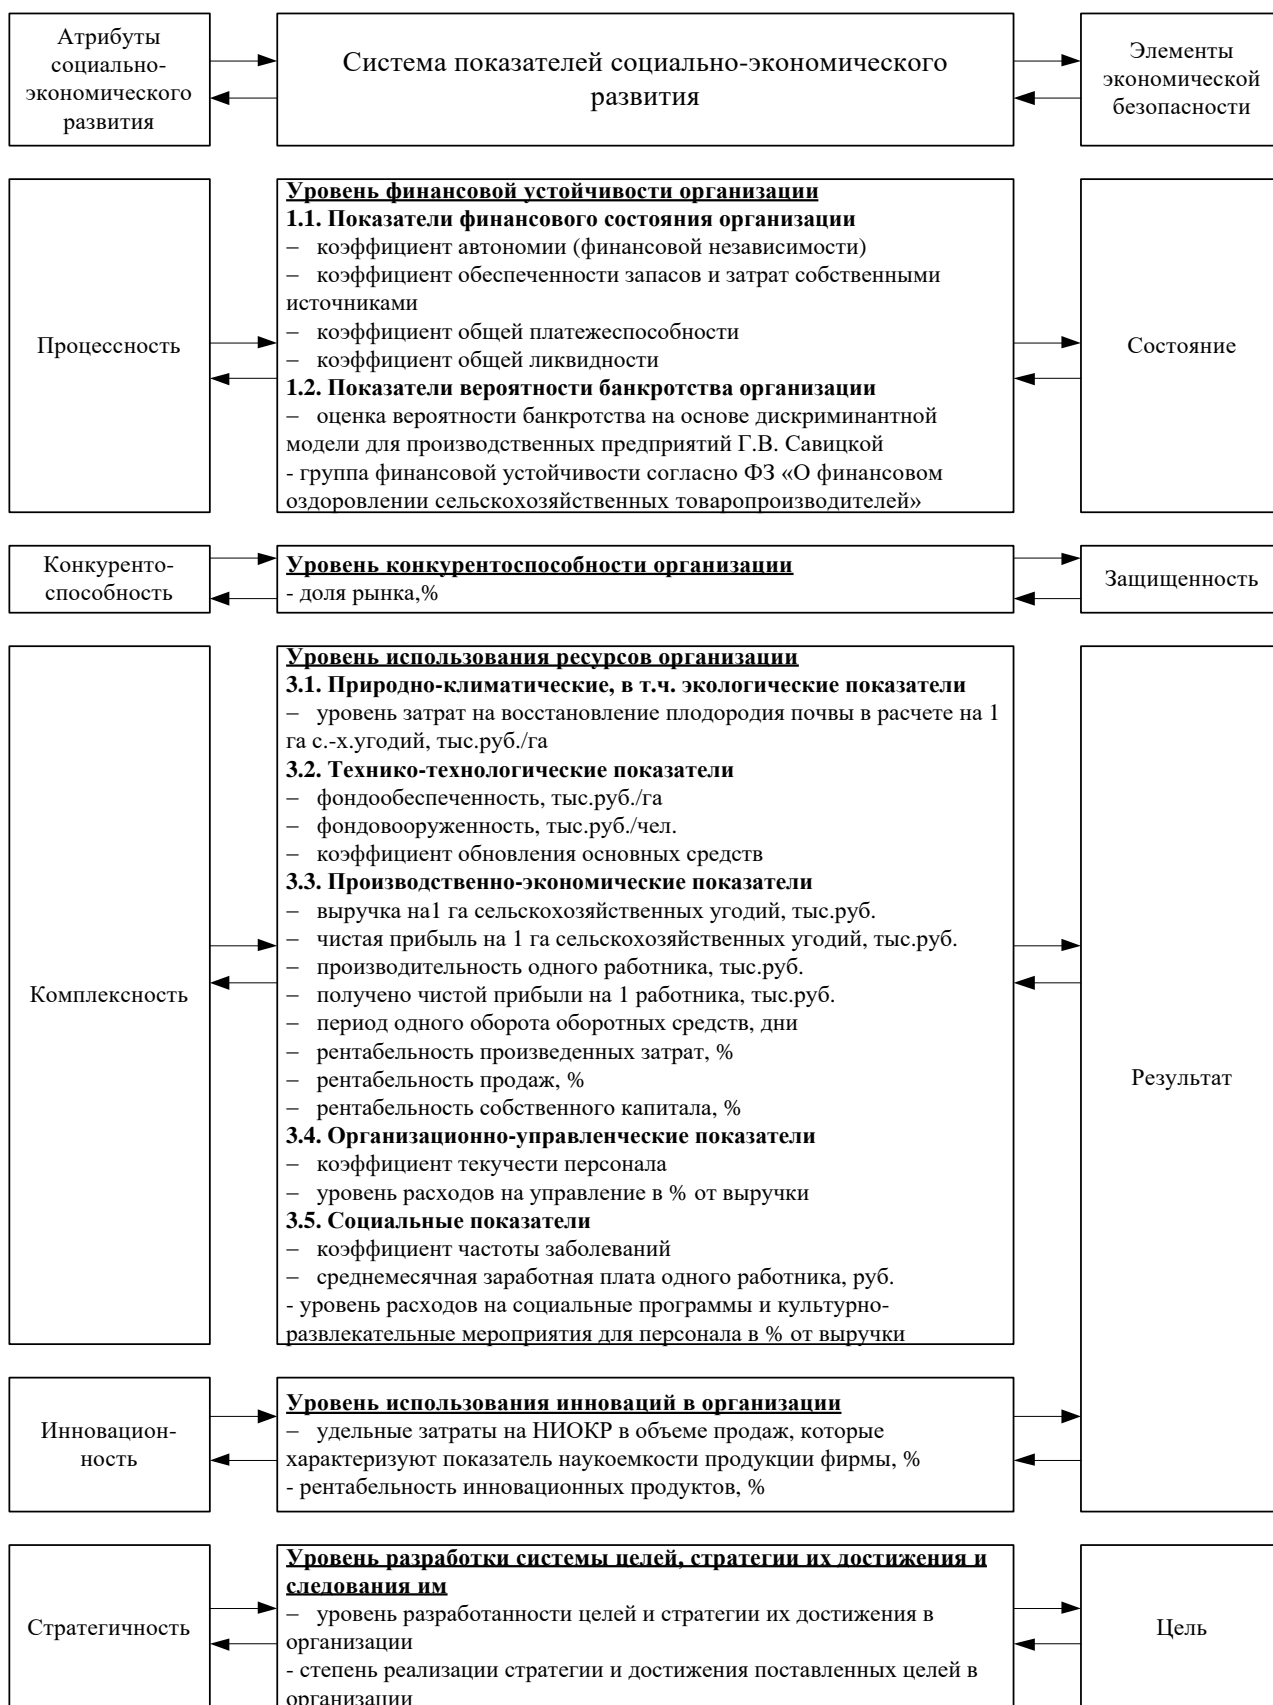 Атрибуты
социально-
экономического
развития
Система показателей социально-экономического
развития
Элементы
экономической
безопасности
Процессность
Уровень финансовой устойчивости организации
1.1. Показатели финансового состояния организации
– коэффициент автономии (финансовой независимости)
– коэффициент обеспеченности запасов и затрат собственными
источниками
– коэффициент общей платежеспособности
– коэффициент общей ликвидности
1.2. Показатели вероятности банкротства организации
– оценка вероятности банкротства на основе дискриминантной
модели для производственных предприятий Г.В. Савицкой
- группа финансовой устойчивости согласно ФЗ «О финансовом
оздоровлении сельскохозяйственных товаропроизводителей»
Состояние
Конкуренто-
способность
Уровень конкурентоспособности организации
- доля рынка,%
Защищенность
Комплексность
Уровень использования ресурсов организации
3.1. Природно-климатические, в т.ч. экологические показатели
– уровень затрат на восстановление плодородия почвы в расчете на 1
га с.-х.угодий, тыс.руб./га
3.2. Технико-технологические показатели
– фондообеспеченность, тыс.руб./га
– фондовооруженность, тыс.руб./чел.
– коэффициент обновления основных средств
3.3. Производственно-экономические показатели
– выручка на1 га сельскохозяйственных угодий, тыс.руб.
– чистая прибыль на 1 га сельскохозяйственных угодий, тыс.руб.
– производительность одного работника, тыс.руб.
– получено чистой прибыли на 1 работника, тыс.руб.
– период одного оборота оборотных средств, дни
– рентабельность произведенных затрат, %
– рентабельность продаж, %
– рентабельность собственного капитала, %
3.4. Организационно-управленческие показатели
– коэффициент текучести персонала
– уровень расходов на управление в % от выручки
3.5. Социальные показатели
– коэффициент частоты заболеваний
– среднемесячная заработная плата одного работника, руб.
- уровень расходов на социальные программы и культурно-
развлекательные мероприятия для персонала в % от выручки
Результат
Инновацион-
ность
Уровень использования инноваций в организации
– удельные затраты на НИОКР в объеме продаж, которые
характеризуют показатель наукоемкости продукции фирмы, %
- рентабельность инновационных продуктов, %
Стратегичность
Уровень разработки системы целей, стратегии их достижения и
следования им
– уровень разработанности целей и стратегии их достижения в
организации
- степень реализации стратегии и достижения поставленных целей в
организации
Цель